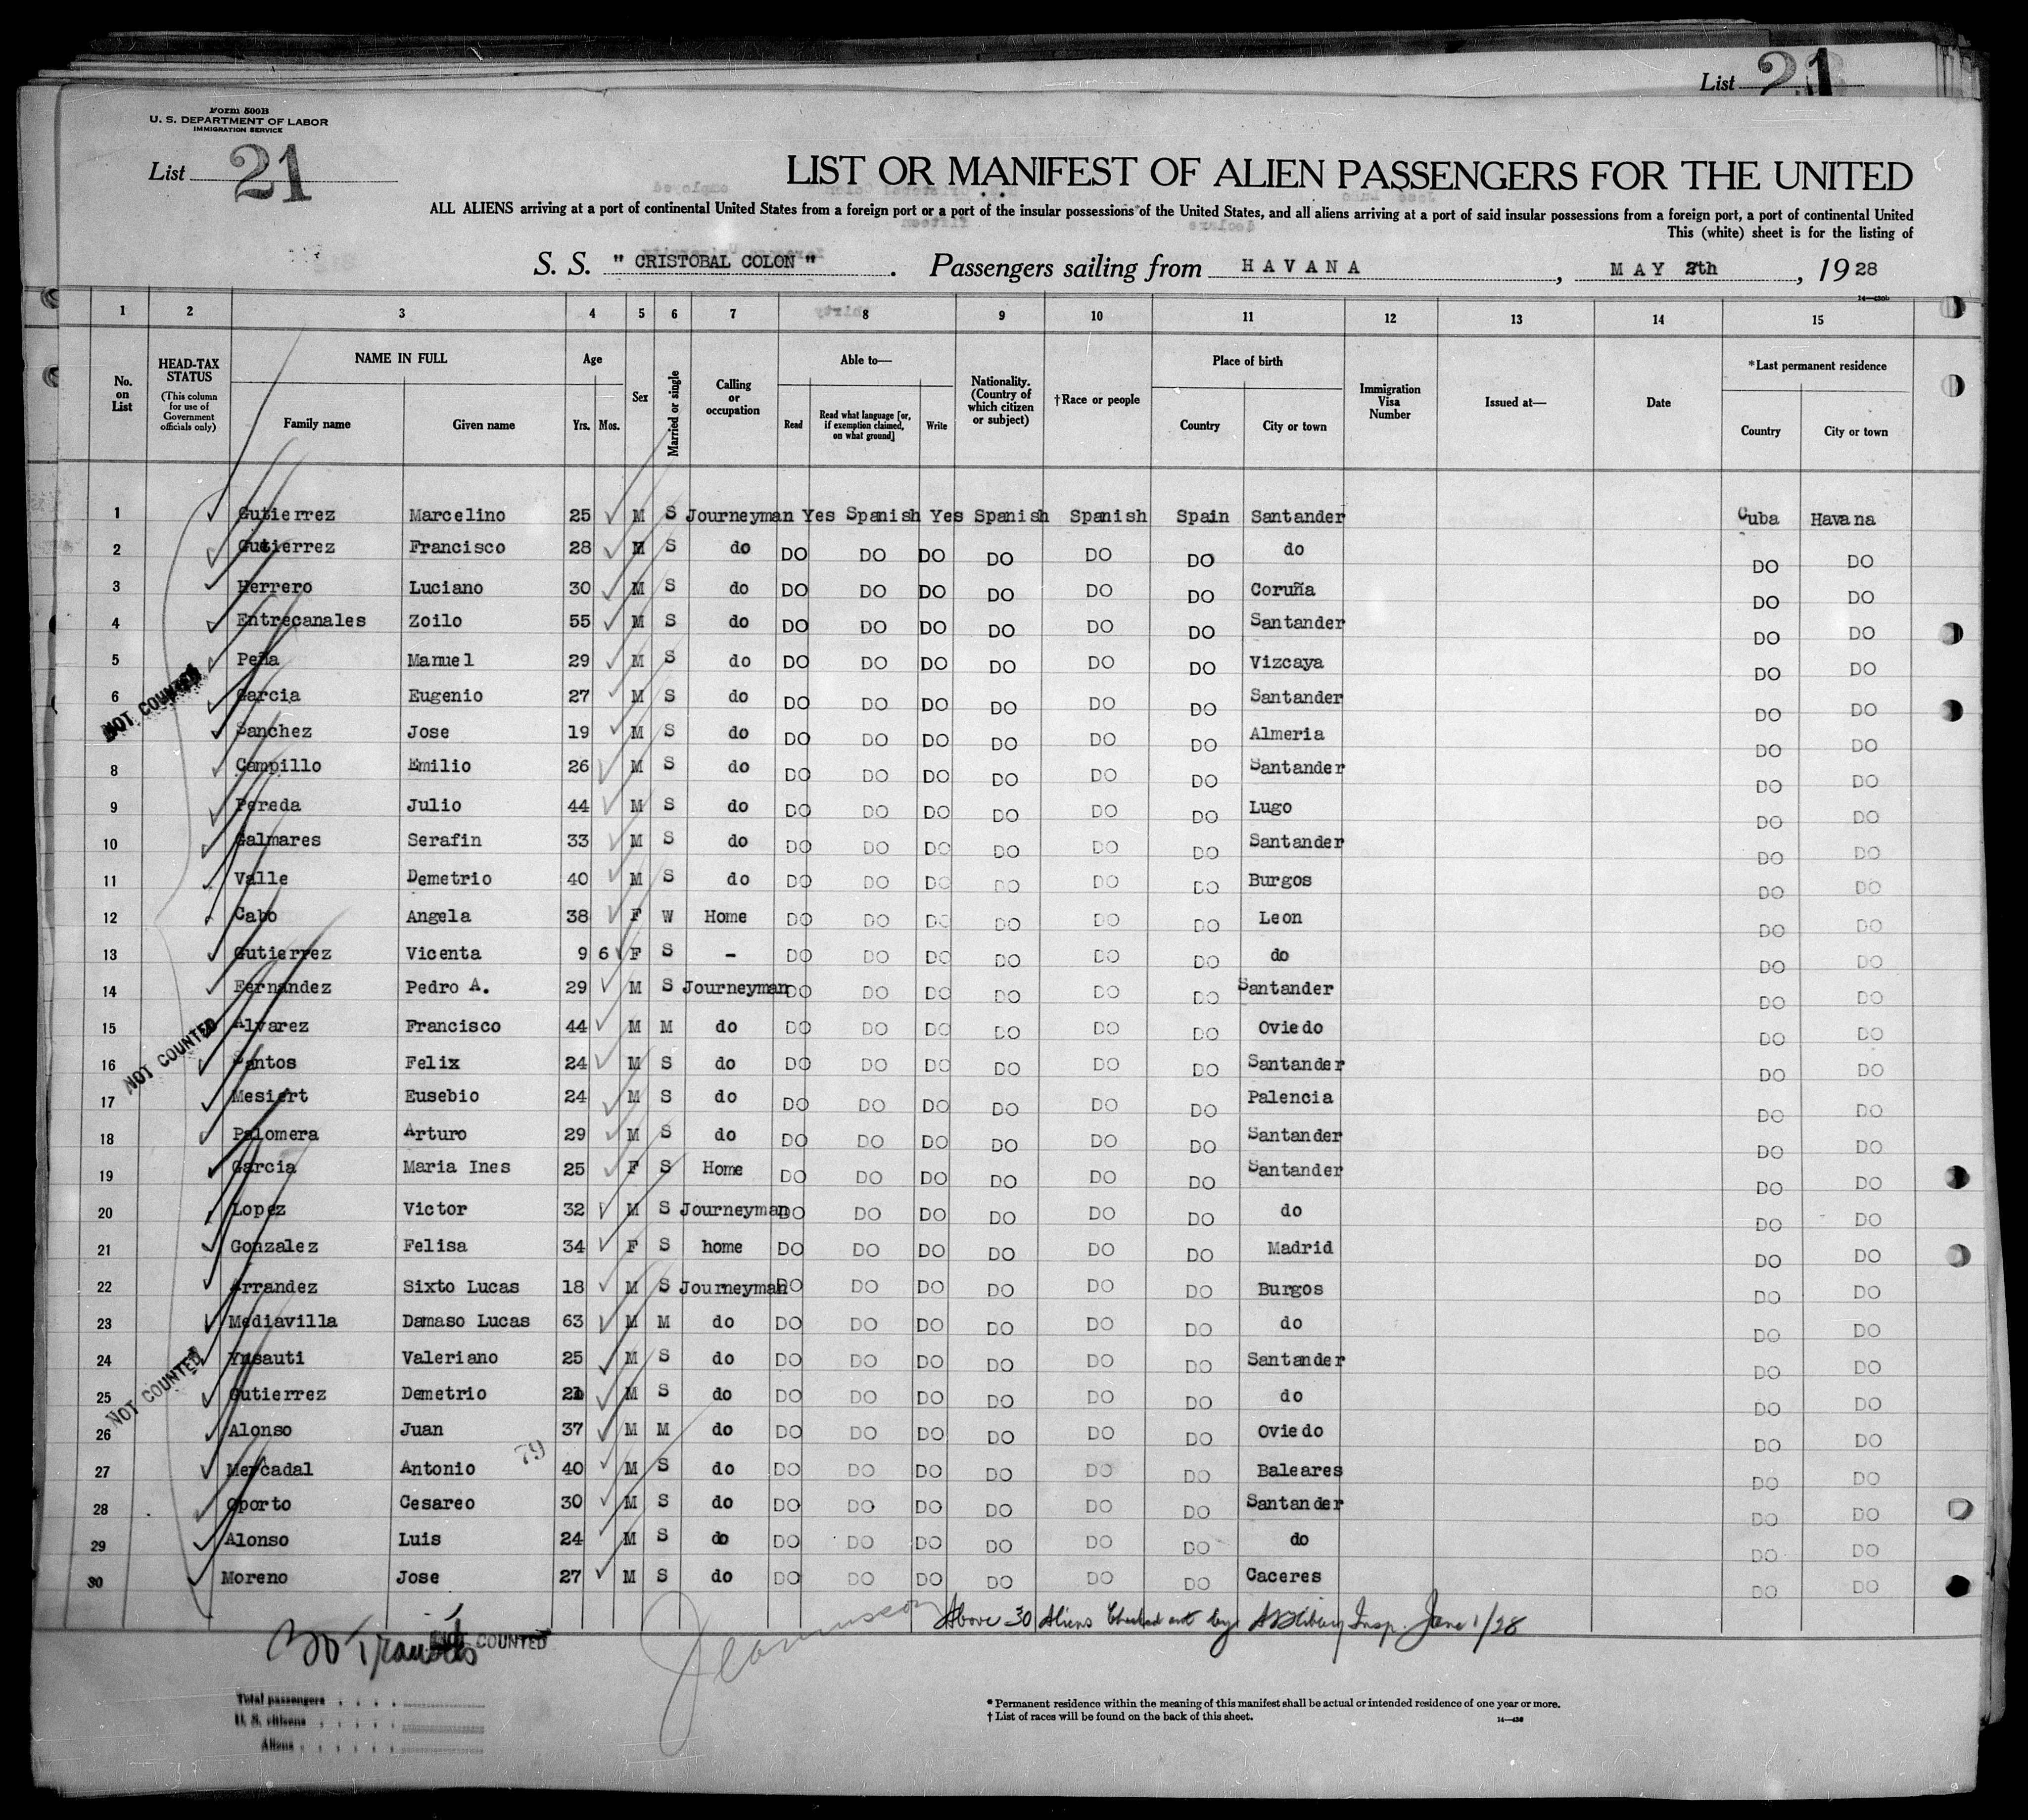 List 21
Form 500B
U. S. DEPARTMENT OF LABOR
IMMIGRATION SERVICE
List 21
LIST OR MANIFEST OF ALIEN PASSENGERS FOR THE UNITED
ALL ALIENS arriving at a port of continental United States from a foreign port or a port of the insular possessions of the United States, and all aliens arriving at a port of said insular possessions from a foreign port, a port of continental United
This (white) sheet is for the listing of
S. S. " CRISTOBAL COLON " . Passengers sailing from HAVANA , MAY th , 19 28
1 2 3 4 5 6 7 8 9 10 11 12 13 14 15
No. on List
HEAD-TAX STATUS (This column for use of Government officials only)
NAME IN FULL Family name Given name
Age Yrs. Mos.
Sex
Married or single
Calling or occupation
Able to— Read Read what language [or, if exemption claimed, on what ground] Write
Nationality. (Country of which citizen or subject)
†Race or people
Place of birth Country City or town
Immigration Visa Number
Issued at—
Date
*Last permanent residence Country City or town
1 Gutierrez Marcelino 25 M S Journeyman Yes Spanish Yes Spanish Spanish Spain Santander Cuba Havana
2 Gutierrez Francisco 28 M S do DO DO DO DO DO DO do DO DO
3 Herrero Luciano 30 M S do DO DO DO DO DO DO Coruña DO DO
4 Entrecanales Zoilo 55 M S do DO DO DO DO DO DO Santander DO DO
5 Peña Manuel 29 M S do DO DO DO DO DO DO Vizcaya DO DO
6 Garcia Eugenio 27 M S do DO DO DO DO DO DO Santander DO DO
NOT COUNTED
Sanchez Jose 19 M S do DO DO DO DO DO DO Almeria DO DO
8 Campillo Emilio 26 M S do DO DO DO DO DO DO Santander DO DO
9 Pereda Julio 44 M S do DO DO DO DO DO DO Lugo DO DO
10 Galmares Serafin 33 M S do DO DO DO DO DO DO Santander DO DO
11 Valle Demetrio 40 M S do DO DO DO DO DO DO Burgos DO DO
12 Cabo Angela 38 F W Home DO DO DO DO DO DO Leon DO DO
13 Gutierrez Vicenta 9 6 F S - DO DO DO DO DO DO do DO DO
14 Fernandez Pedro A. 29 M S Journeyman DO DO DO DO DO DO Santander DO DO
15 Alvarez Francisco 44 M M do DO DO DO DO DO DO Oviedo DO DO
NOT COUNTED
16 Santos Felix 24 M S do DO DO DO DO DO DO Santander DO DO
17 Mesiert Eusebio 24 M S do DO DO DO DO DO DO Palencia DO DO
18 Palomera Arturo 29 M S do DO DO DO DO DO DO Santander DO DO
19 Garcia Maria Ines 25 F S Home DO DO DO DO DO DO Santander DO DO
20 Lopez Victor 32 M S Journeyman DO DO DO DO DO DO do DO DO
21 Gonzalez Felisa 34 F S home DO DO DO DO DO DO Madrid DO DO
22 Arrandez Sixto Lucas 18 M S Journeyman DO DO DO DO DO DO Burgos DO DO
23 Mediavilla Damaso Lucas 63 M M do DO DO DO DO DO DO do DO DO
24 Ynsauti Valeriano 25 M S do DO DO DO DO DO DO Santander DO DO
NOT COUNTED
25 Gutierrez Demetrio 21 M S do DO DO DO DO DO DO do DO DO
26 Alonso Juan 37 M M do DO DO DO DO DO DO Oviedo DO DO
79
27 Mercadal Antonio 40 M S do DO DO DO DO DO DO Baleares DO DO
28 Oporto Cesareo 30 M S do DO DO DO DO DO DO Santander DO DO
29 Alonso Luis 24 M S do DO DO DO DO DO DO do DO DO
30 Moreno Jose 27 M S do DO DO DO DO DO DO Caceres DO DO
Above 30 Aliens Checked out by Insp. June 1/28
30 Transits NOT COUNTED
Total passengers
U. S. citizens
Aliens
* Permanent residence within the meaning of this manifest shall be actual or intended residence of one year or more.
† List of races will be found on the back of this sheet.